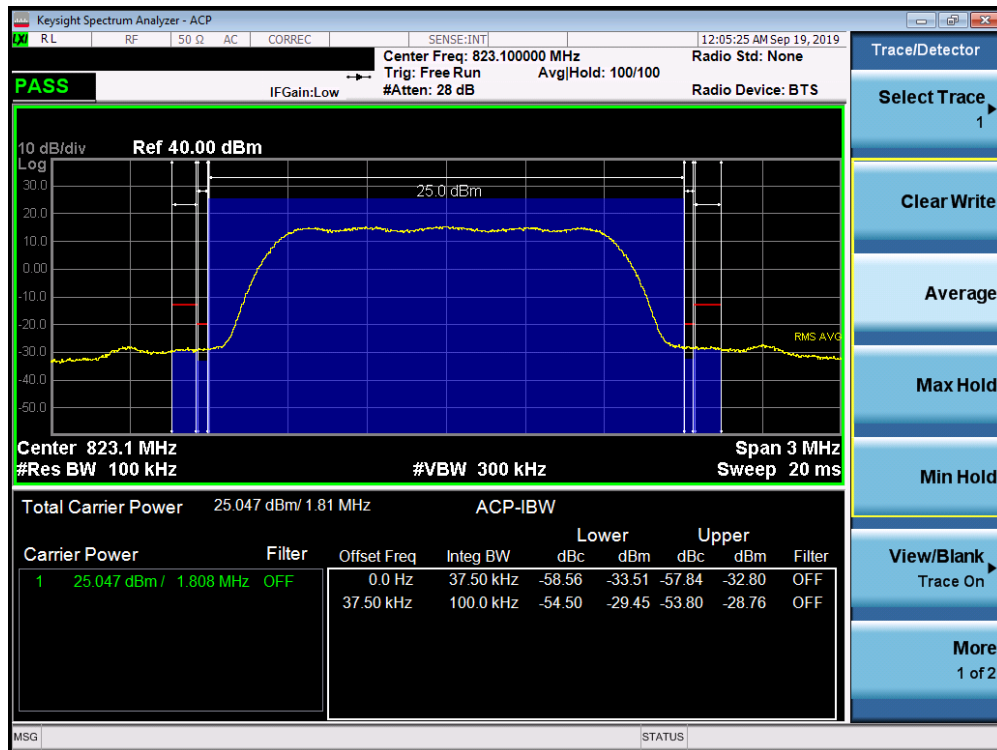 Keysight Spectrum Analyzer - ACP
LXI RL RF 50 Ω AC CORREC SENSE:INT 12:05:25 AM Sep 19, 2019
Center Freq: 823.100000 MHz Radio Std: None
Trig: Free Run Avg|Hold: 100/100
PASS IFGain:Low #Atten: 28 dB Radio Device: BTS
10 dB/div Ref 40.00 dBm
Log
30.0
25.0 dBm
20.0
10.0
0.00
-10.0
-20.0
RMS AVG
-30.0
-40.0
-50.0
Center 823.1 MHz Span 3 MHz
#Res BW 100 kHz #VBW 300 kHz Sweep 20 ms
Total Carrier Power 25.047 dBm/ 1.81 MHz ACP-IBW
Lower Upper
Carrier Power Filter Offset Freq Integ BW dBc dBm dBc dBm Filter
1 25.047 dBm / 1.808 MHz OFF 0.0 Hz 37.50 kHz -58.56 -33.51 -57.84 -32.80 OFF
37.50 kHz 100.0 kHz -54.50 -29.45 -53.80 -28.76 OFF
MSG STATUS
Trace/Detector
Select Trace
1
Clear Write
Average
Max Hold
Min Hold
View/Blank
Trace On
More
1 of 2